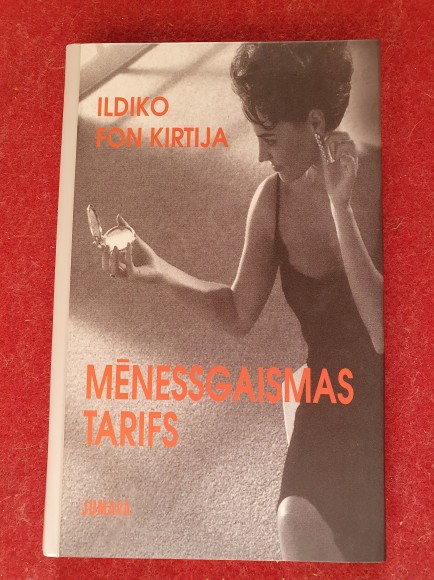 ILDIKO
FON KIRTIJA
MĒNESSGAISMAS
TARIFS
JUMAVA